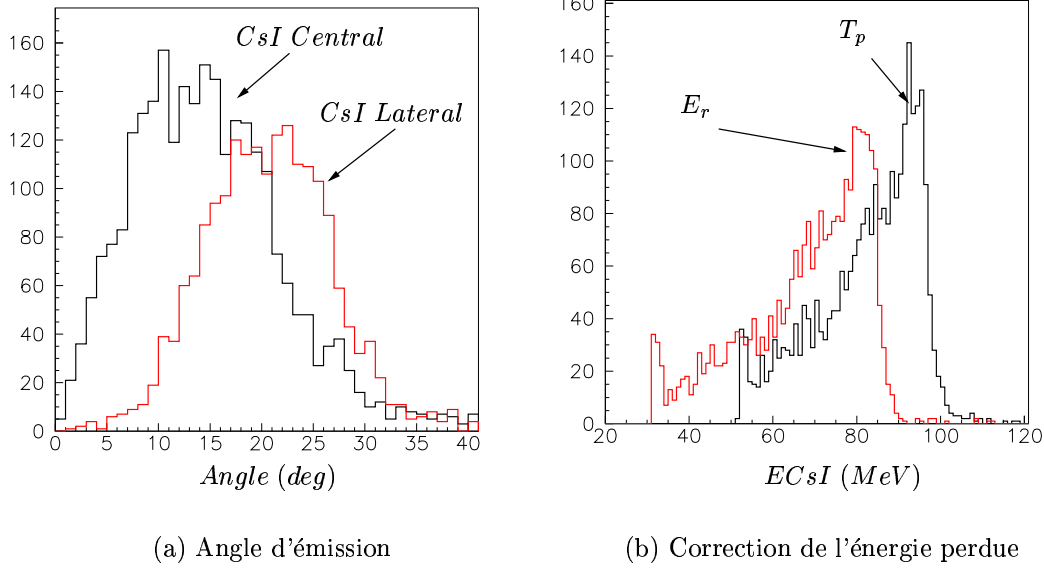 160
140
120
100
80
60
40
20
0
0 5 10 15 20 25 30 35 40
CsI Central
CsI Lateral
Angle (deg)
(a) Angle d'émission
160
140
120
100
80
60
40
20
0
20 40 60 80 100 120
T_p
E_r
ECsI (MeV)
(b) Correction de l'énergie perdue